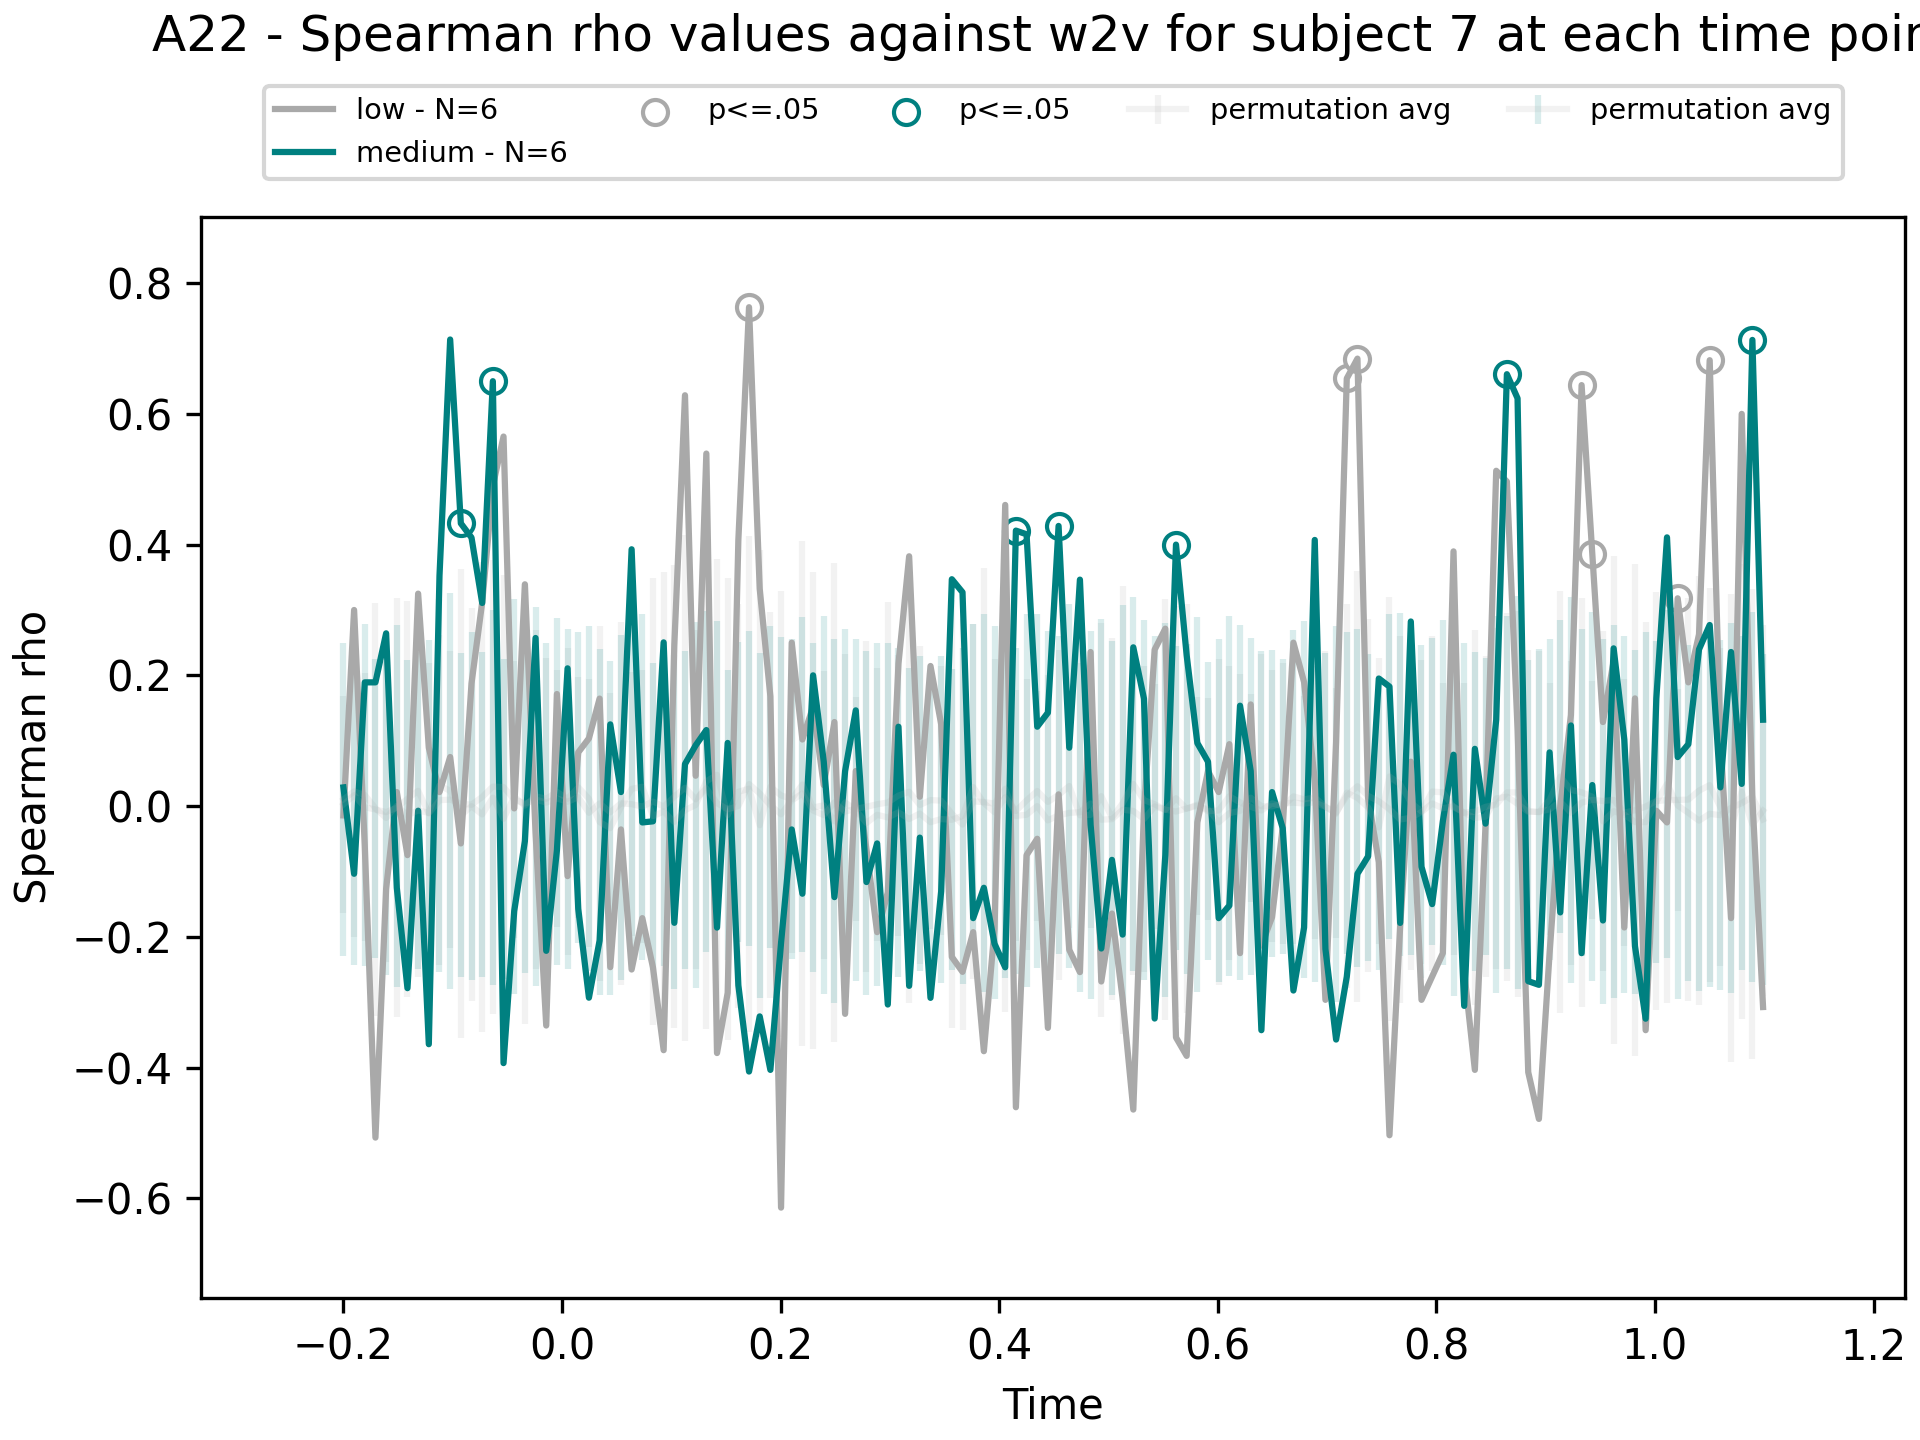 A22 - Spearman rho values against w2v for subject 7 at each time poin
low - N=6
medium - N=6
p<=.05
p<=.05
permutation avg
permutation avg
Spearman rho
0.8
0.6
0.4
0.2
0.0
−0.2
−0.4
−0.6
−0.2 0.0 0.2 0.4 0.6 0.8 1.0 1.2
Time